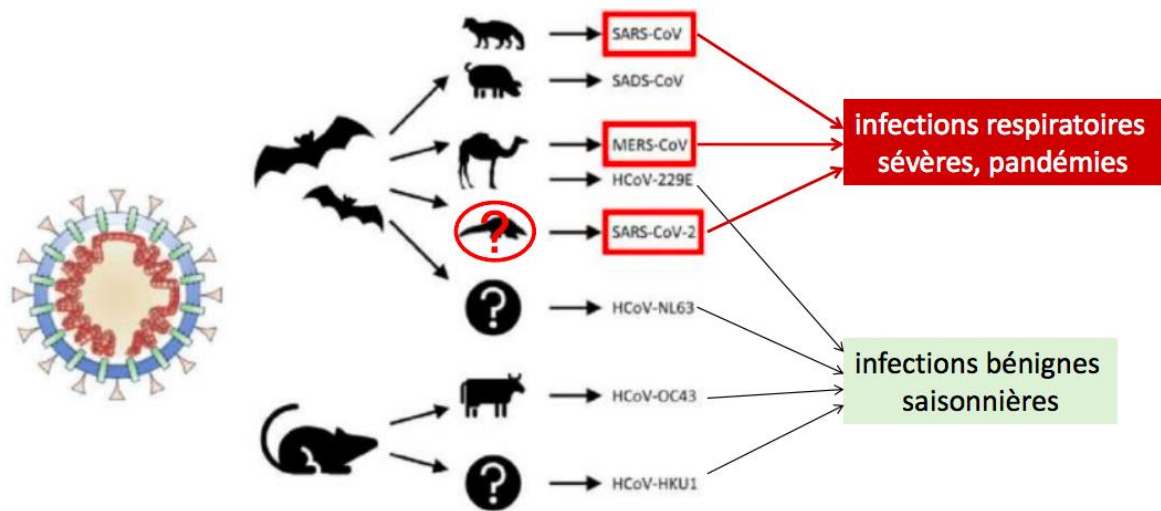 SARS-CoV
SADS-CoV
MERS-CoV
HCoV-229E
?
SARS-CoV-2
?
HCoV-NL63
HCoV-OC43
?
HCoV-HKU1
infections respiratoires
sévères, pandémies
infections bénignes
saisonnières